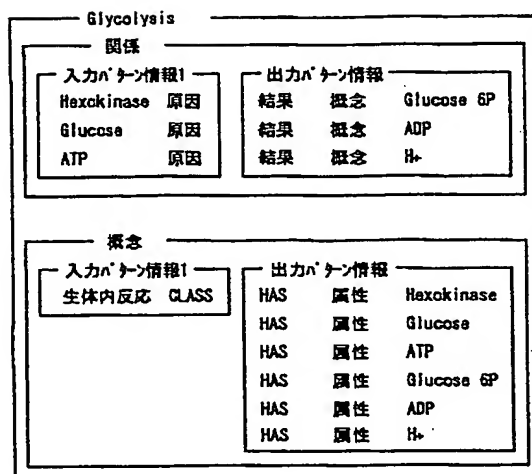 Glycolysis
関係
入力パターン情報1
Hexokinase 原因
Glucose 原因
ATP 原因
出力パターン情報
結果 概念 Glucose 6P
結果 概念 ADP
結果 概念 H+
概念
入力パターン情報1
生体内反応 CLASS
出力パターン情報
HAS 属性 Hexokinase
HAS 属性 Glucose
HAS 属性 ATP
HAS 属性 Glucose 6P
HAS 属性 ADP
HAS 属性 H+